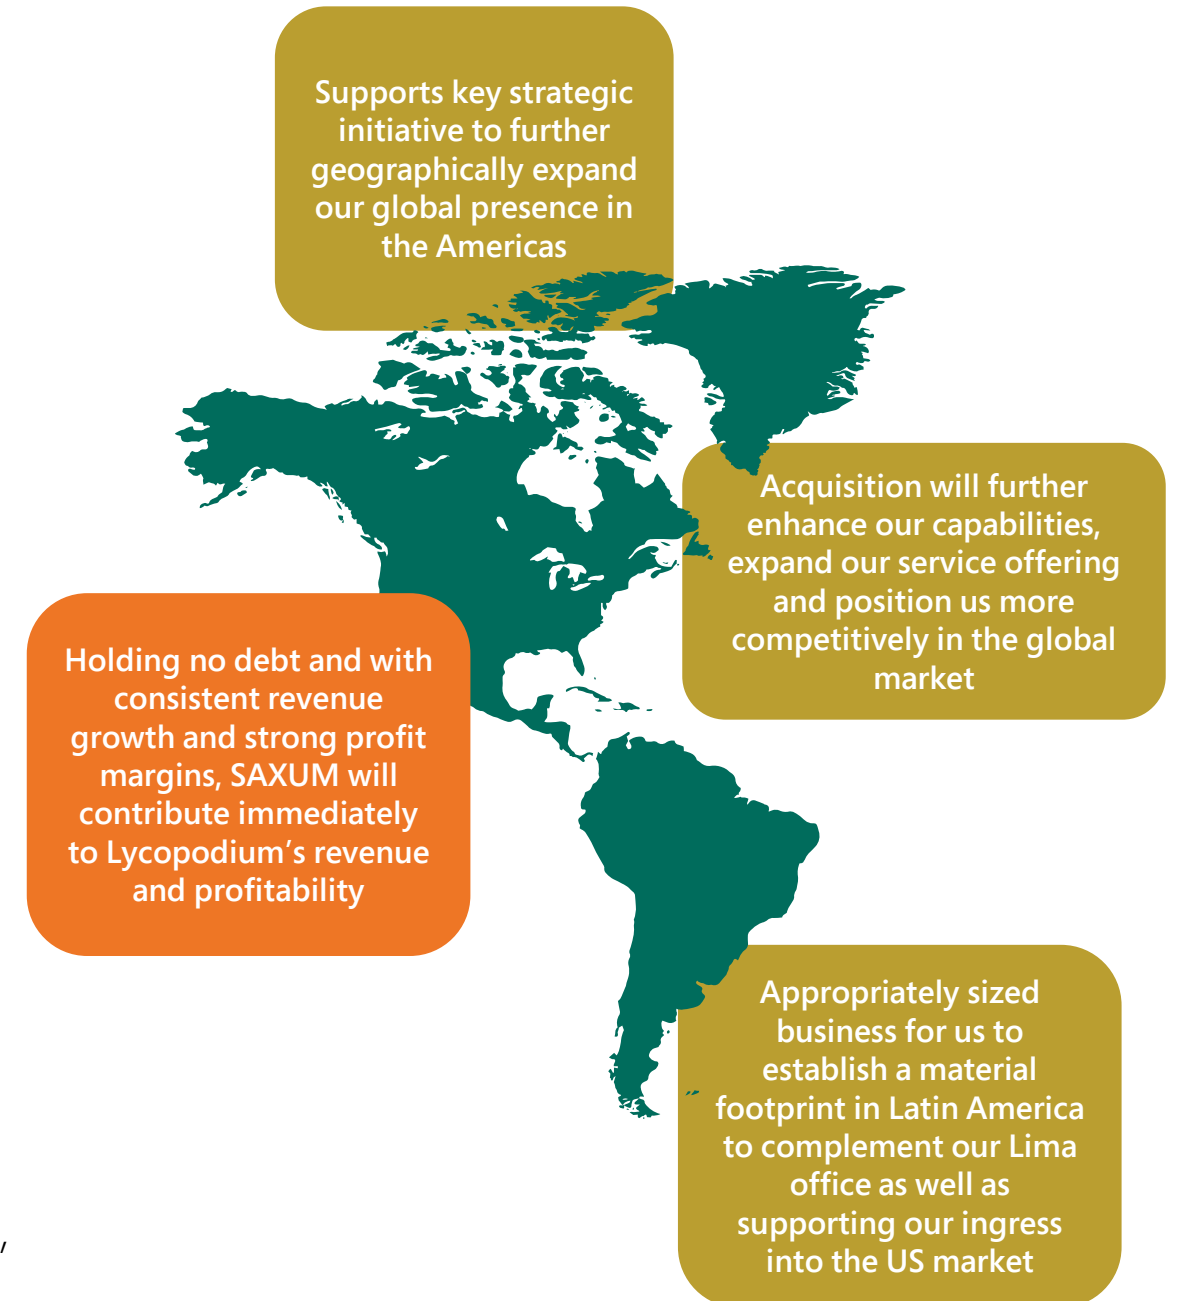 Supports key strategic
initiative to further
geographically expand
our global presence in
the Americas
Acquisition will further
enhance our capabilities,
expand our service offering
and position us more
competitively in the global
market
Holding no debt and with
consistent revenue
growth and strong profit
margins, SAXUM will
contribute immediately
to Lycopodium’s revenue
and profitability
Appropriately sized
business for us to
establish a material
footprint in Latin America
to complement our Lima
office as well as
supporting our ingress
into the US market